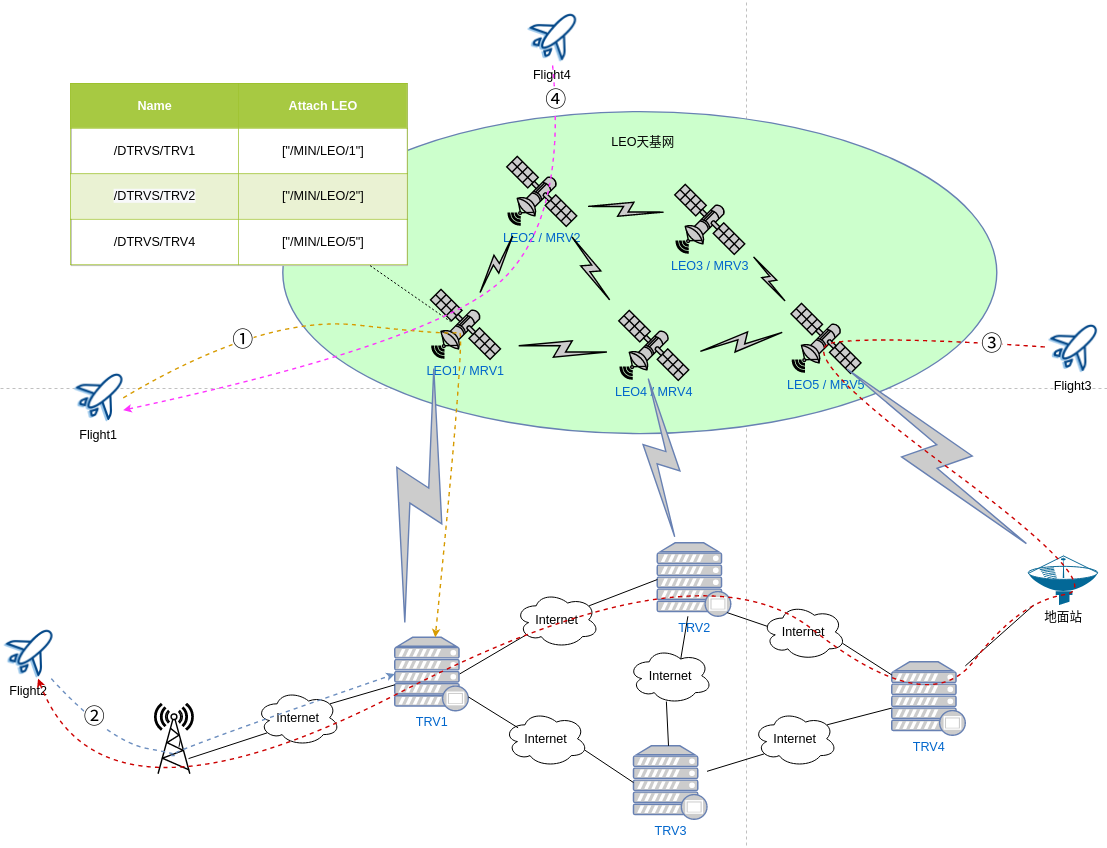 Flight4
④
Name Attach LEO
/DTRVS/TRV1 ["/MIN/LEO/1"]
/DTRVS/TRV2 ["/MIN/LEO/2"]
/DTRVS/TRV4 ["/MIN/LEO/5"]
LEO天基网
LEO2 / MRV2
LEO3 / MRV3
①
③
LEO1 / MRV1
LEO4 / MRV4
LEO5 / MRV5
Flight3
Flight1
Internet
TRV2
Internet
地面站
Internet
Flight2
②
Internet
TRV1
Internet
Internet
TRV4
TRV3